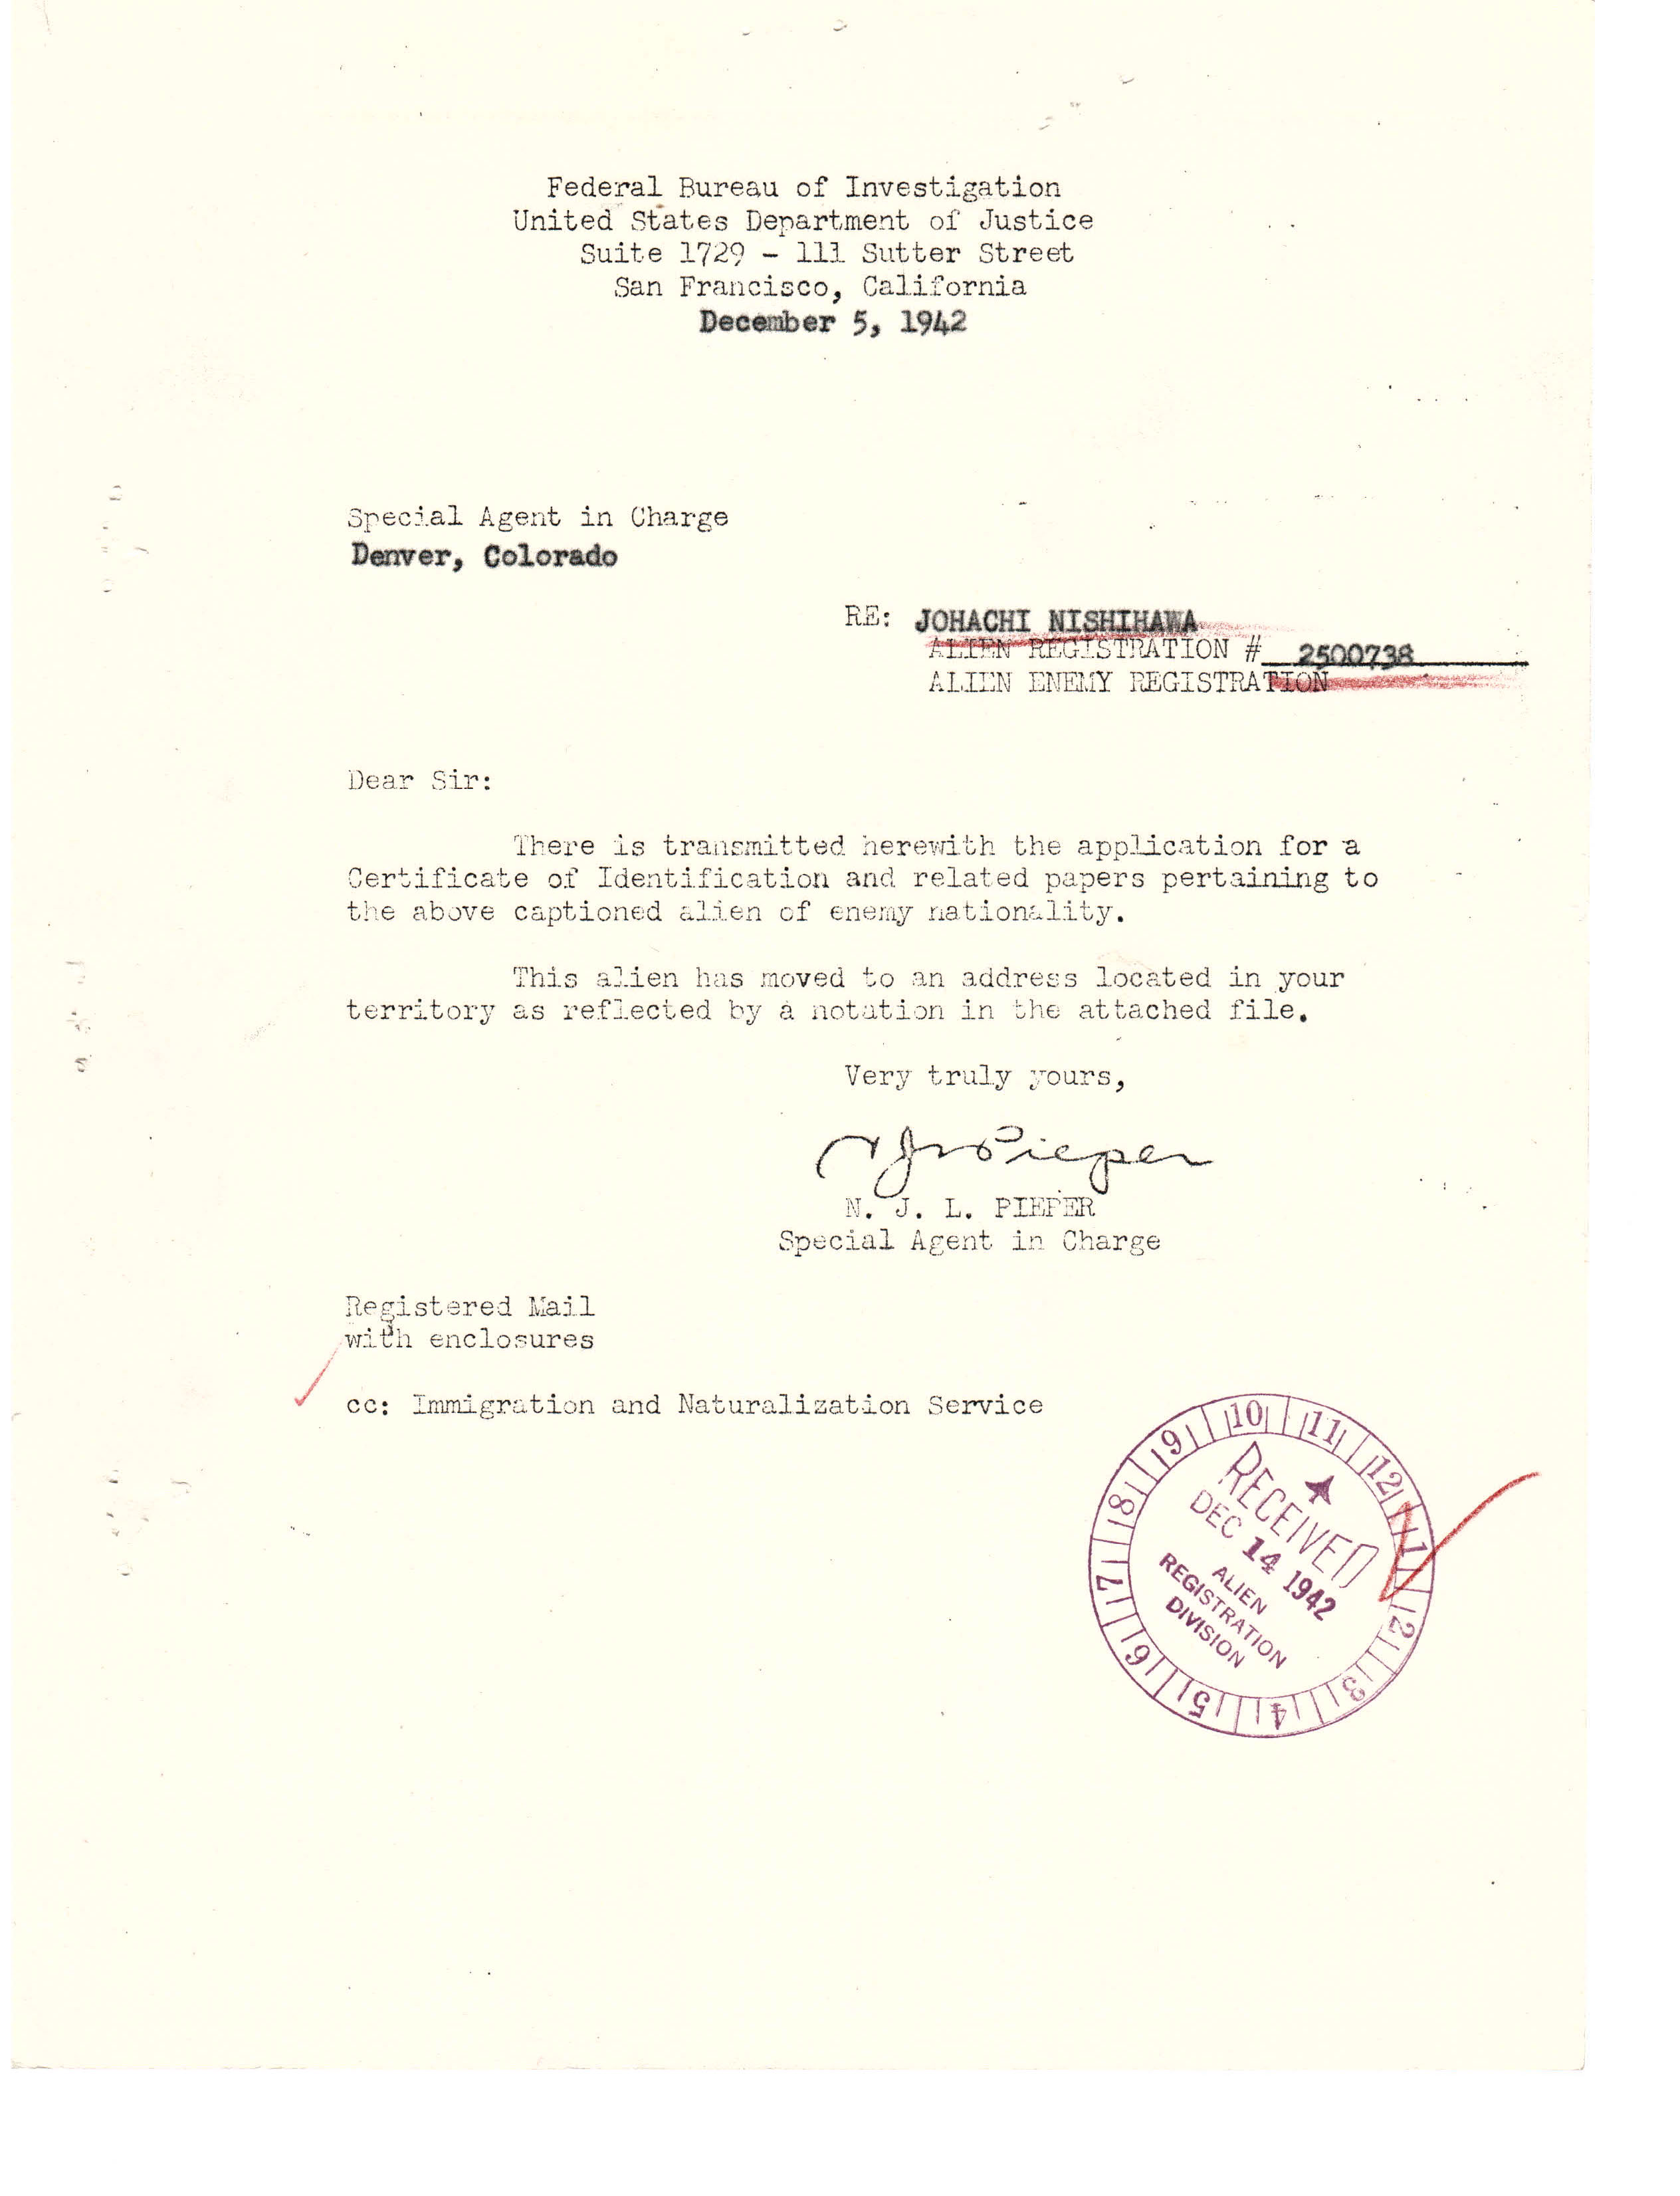 Federal Bureau of Investigation
United States Department of Justice
Suite 1729 - 111 Sutter Street
San Francisco, California
December 5, 1942
Special Agent in Charge
Denver, Colorado
RE: JOHACHI NISHIHAWA
ALIEN REGISTRATION # 2500738
ALIEN ENEMY REGISTRATION
Dear Sir:
There is transmitted herewith the application for a
Certificate of Identification and related papers pertaining to
the above captioned alien of enemy nationality.
This alien has moved to an address located in your
territory as reflected by a notation in the attached file.
Very truly yours,
N J L Pieper
N. J. L. PIEPER
Special Agent in Charge
Registered Mail
with enclosures
cc: Immigration and Naturalization Service
10 11 12 1 2 3 4 5 6 7 8 9
RECEIVED
DEC 14 1942
ALIEN
REGISTRATION
DIVISION